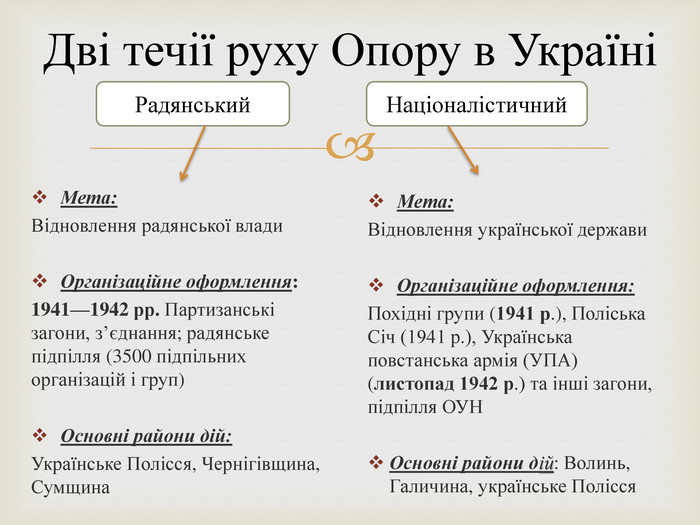 Дві течії руху Опору в Україні
Радянський
Націоналістичний
Мета:
Відновлення радянської влади
Організаційне оформлення:
1941—1942 рр. Партизанські
загони, з’єднання; радянське
підпілля (3500 підпільних
організацій і груп)
Основні райони дій:
Українське Полісся, Чернігівщина,
Сумщина
Мета:
Відновлення української держави
Організаційне оформлення:
Похідні групи (1941 р.), Поліська
Січ (1941 р.), Українська
повстанська армія (УПА)
(листопад 1942 р.) та інші загони,
підпілля ОУН
Основні райони дій: Волинь,
Галичина, українське Полісся